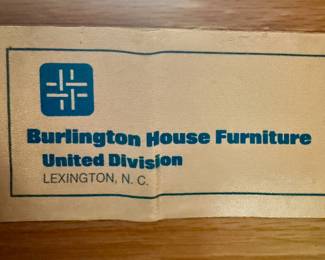 Burlington House Furniture
United Division
LEXINGTON, N. C.